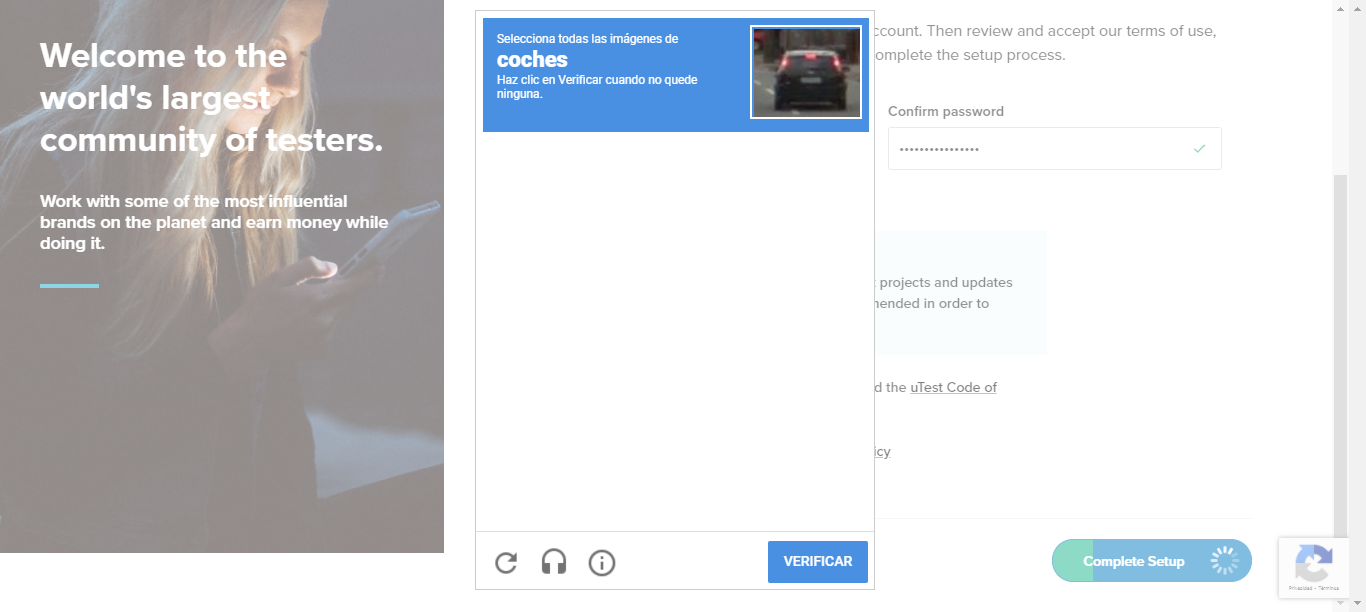 Welcome to the
world's largest
community of testers.
Work with some of the most influential
brands on the planet and earn money while
doing it.
Selecciona todas las imágenes de
coches
Haz clic en Verificar cuando no quede
ninguna.
VERIFICAR
ccount. Then review and accept our terms of use,
omplete the setup process.
Confirm password
••••••••••••••••
projects and updates
mended in order to
d the uTest Code of
icy
Complete Setup
Privacidad - Términos